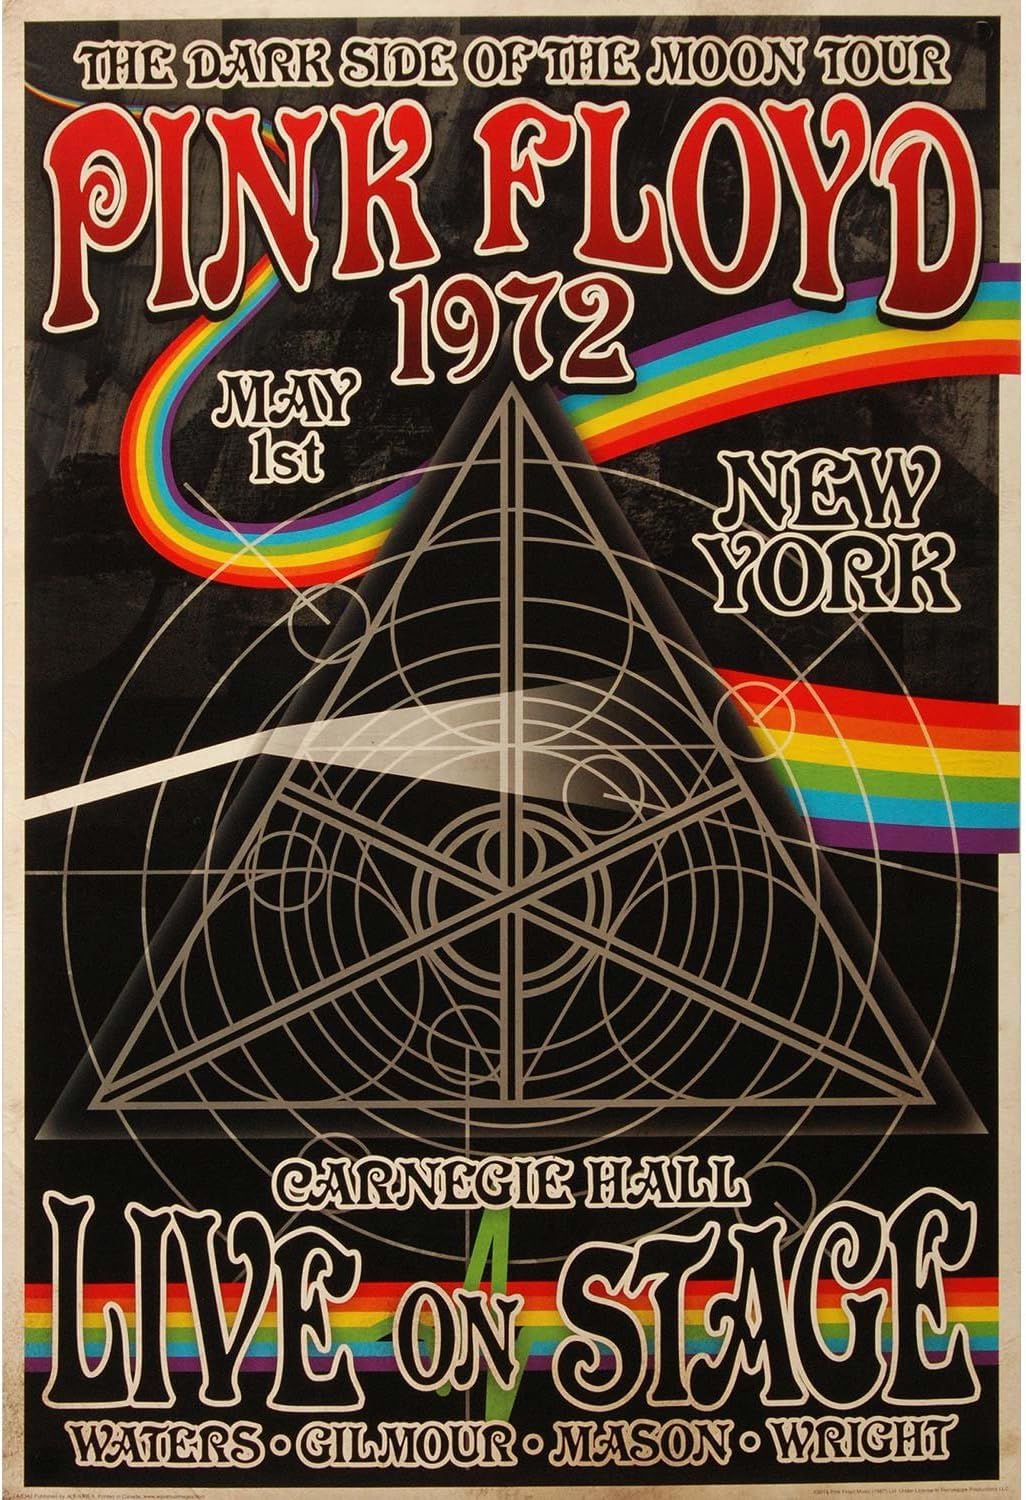 THE DARK SIDE OF THE MOON TOUR
PINK FLOYD
1972
MAY
1st
NEW
YORK
CARNEGIE HALL
LIVE ON STAGE
WATERS • GILMOUR • MASON • WRIGHT